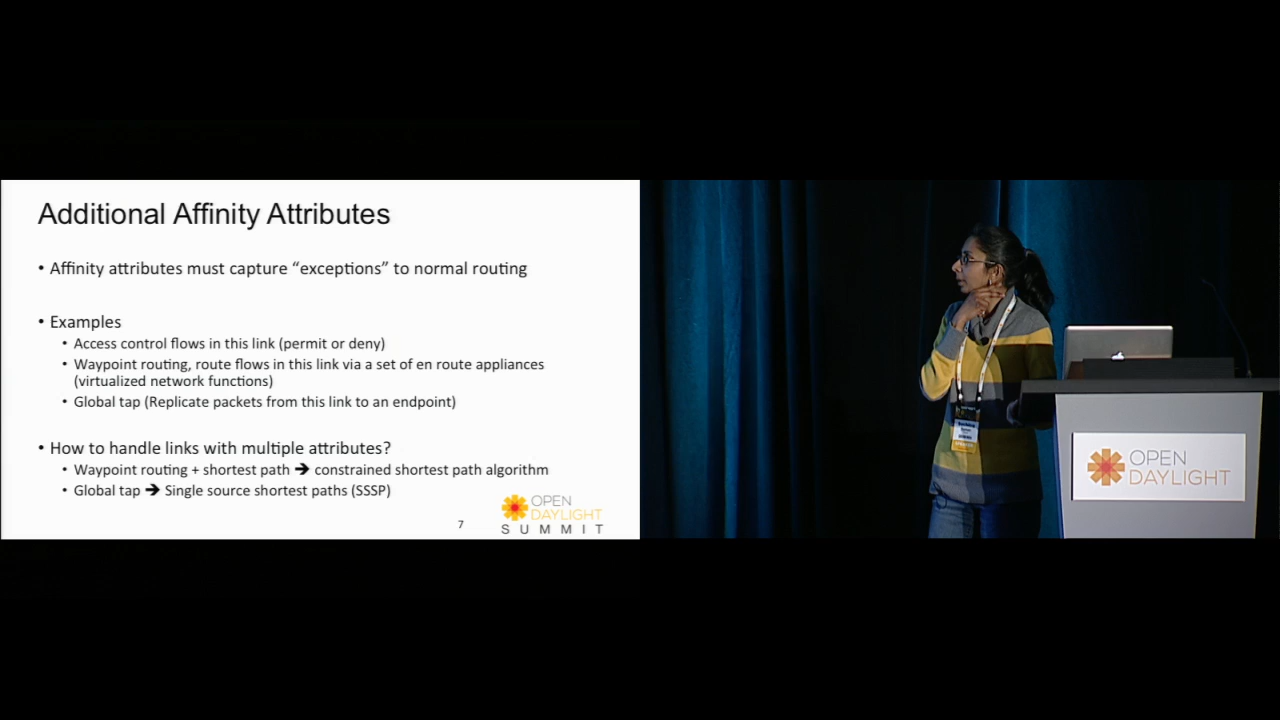 Additional Affinity Attributes
• Affinity attributes must capture “exceptions” to normal routing
• Examples
• Access control flows in this link (permit or deny)
• Waypoint routing, route flows in this link via a set of en route appliances
(virtualized network functions)
• Global tap (Replicate packets from this link to an endpoint)
• How to handle links with multiple attributes?
• Waypoint routing + shortest path ➔ constrained shortest path algorithm
• Global tap ➔ Single source shortest paths (SSSP)
7
OPEN
DAYLIGHT
SUMMIT
OPEN
DAYLIGHT